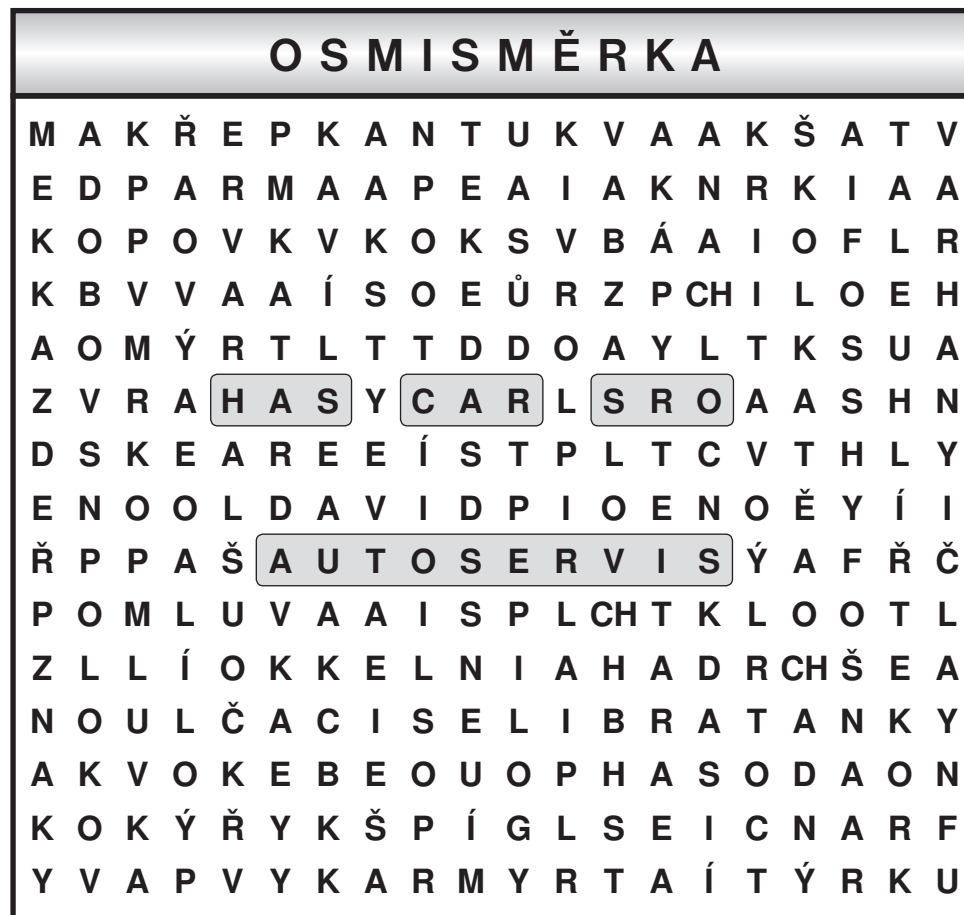 OSMISMĚRKA
M A K Ř E P K A N T U K V A A K Š A T V
E D P A R M A A P E A I A K N R K I A A
K O P O V K V K O K S V B Á A I O F L R
K B V V A A Í S O E Ů R Z P CH I L O E H
A O M Ý R T L T T D D O A Y L T K S U A
Z V R A H A S Y C A R L S R O A A S H N
D S K E A R E E Í S T P L T C V T H L Y
E N O O L D A V I D P I O E N O Ě Y Í I
Ř P P A Š A U T O S E R V I S Ý A F Ř Č
P O M L U V A A I S P L CH T K L O O T L
Z L L Í O K K E L N I A H A D R CH Š E A
N O U L Č A C I S E L I B R A T A N K Y
A K V O K E B E O U O P H A S O D A O N
K O K Ý Ř Y K Š P Í G L S E I C N A R F
Y V A P V Y K A R M Y R T A Í T Ý R K U